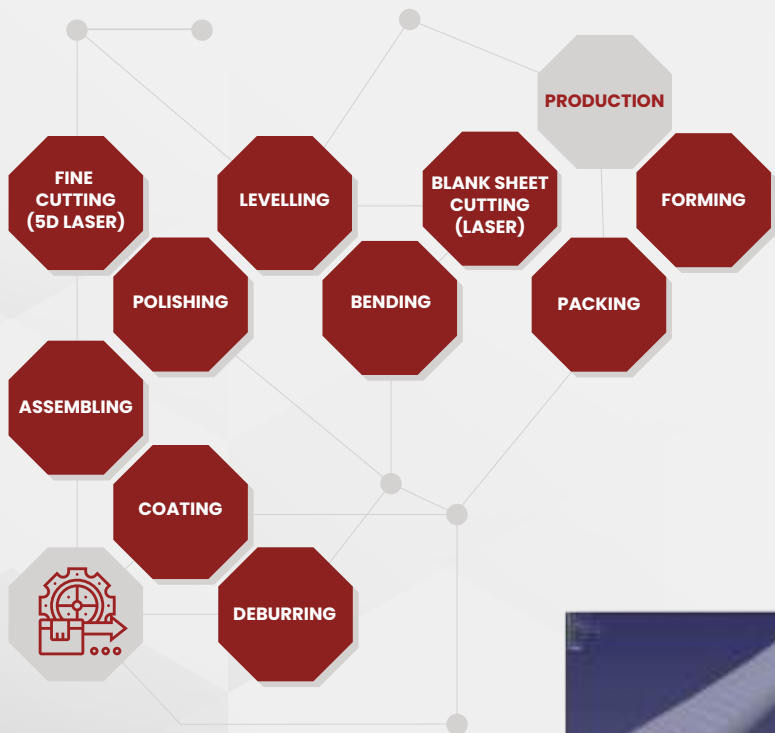 PRODUCTION
FINE
CUTTING
(5D LASER)
LEVELLING
BLANK SHEET
CUTTING
(LASER)
FORMING
POLISHING
BENDING
PACKING
ASSEMBLING
COATING
DEBURRING